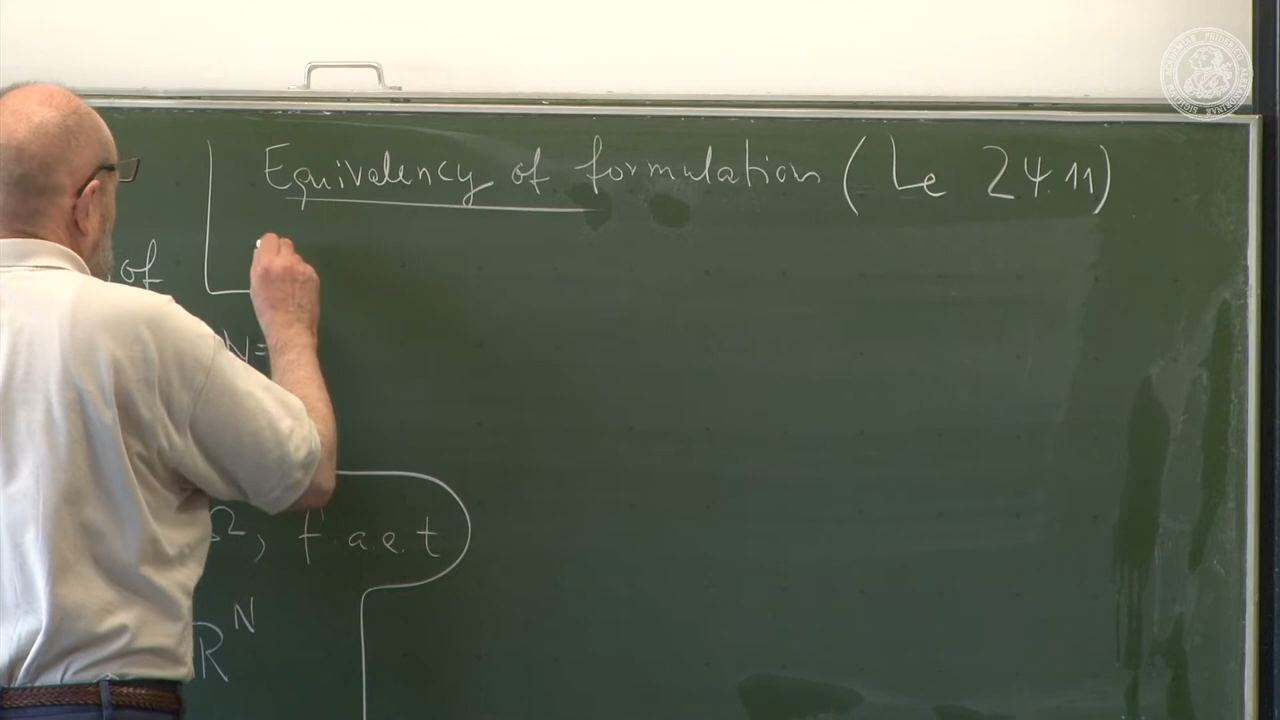 Equivalency of formulation (Le 24.11)
of
N=
Ω, f.a.e. t
R^N